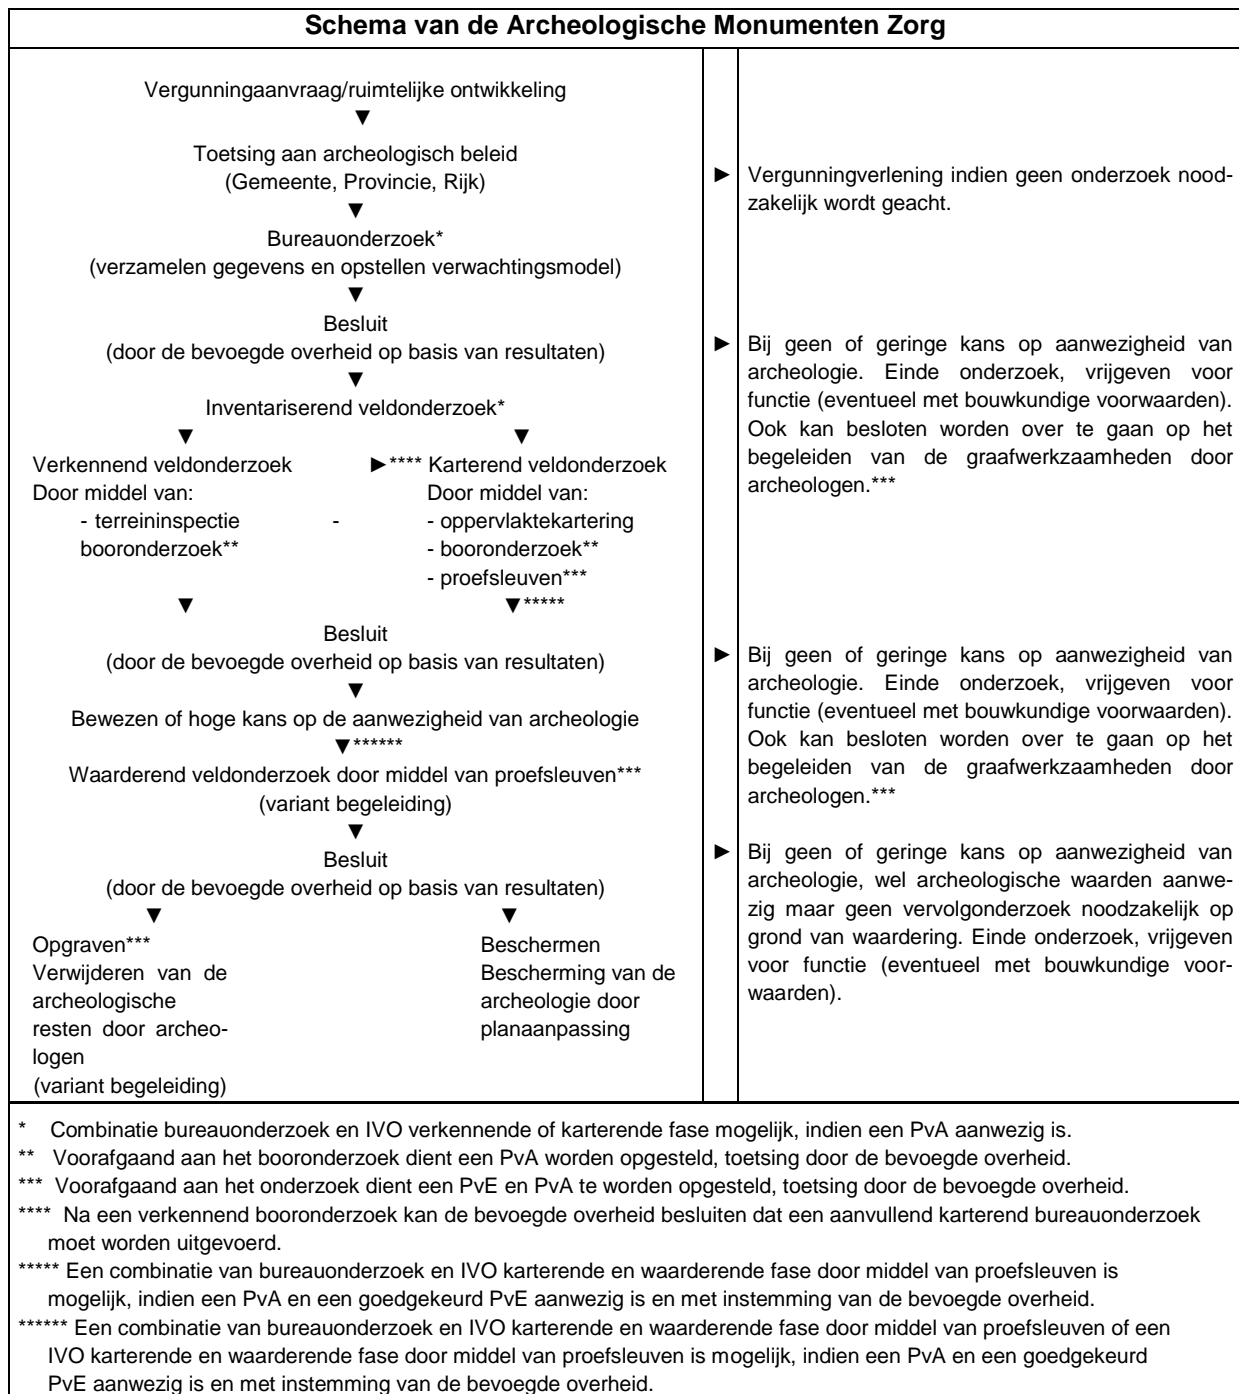 Schema van de Archeologische Monumenten Zorg
Vergunningaanvraag/ruimtelijke ontwikkeling
▼
Toetsing aan archeologisch beleid
(Gemeente, Provincie, Rijk)
▼
Bureauonderzoek*
(verzamelen gegevens en opstellen verwachtingsmodel)
▼
Besluit
(door de bevoegde overheid op basis van resultaten)
▼
Inventariserend veldonderzoek*
▼ ▼
Verkennend veldonderzoek ►**** Karterend veldonderzoek
Door middel van: Door middel van:
- terreininspectie - - oppervlaktekartering
booronderzoek** - booronderzoek**
- proefsleuven***
▼ ▼*****
Besluit
(door de bevoegde overheid op basis van resultaten)
▼
Bewezen of hoge kans op de aanwezigheid van archeologie
▼******
Waarderend veldonderzoek door middel van proefsleuven***
(variant begeleiding)
▼
Besluit
(door de bevoegde overheid op basis van resultaten)
▼ ▼
Opgraven***
Verwijderen van de
archeologische
resten door archeo-
logen
(variant begeleiding)
Beschermen
Bescherming van de
archeologie door
planaanpassing
► Vergunningverlening indien geen onderzoek nood-
zakelijk wordt geacht.
► Bij geen of geringe kans op aanwezigheid van
archeologie. Einde onderzoek, vrijgeven voor
functie (eventueel met bouwkundige voorwaarden).
Ook kan besloten worden over te gaan op het
begeleiden van de graafwerkzaamheden door
archeologen.***
► Bij geen of geringe kans op aanwezigheid van
archeologie. Einde onderzoek, vrijgeven voor
functie (eventueel met bouwkundige voorwaarden).
Ook kan besloten worden over te gaan op het
begeleiden van de graafwerkzaamheden door
archeologen.***
► Bij geen of geringe kans op aanwezigheid van
archeologie, wel archeologische waarden aanwe-
zig maar geen vervolgonderzoek noodzakelijk op
grond van waardering. Einde onderzoek, vrijgeven
voor functie (eventueel met bouwkundige voor-
waarden).
* Combinatie bureauonderzoek en IVO verkennende of karterende fase mogelijk, indien een PvA aanwezig is.
** Voorafgaand aan het booronderzoek dient een PvA worden opgesteld, toetsing door de bevoegde overheid.
*** Voorafgaand aan het onderzoek dient een PvE en PvA te worden opgesteld, toetsing door de bevoegde overheid.
**** Na een verkennend booronderzoek kan de bevoegde overheid besluiten dat een aanvullend karterend bureauonderzoek
moet worden uitgevoerd.
***** Een combinatie van bureauonderzoek en IVO karterende en waarderende fase door middel van proefsleuven is
mogelijk, indien een PvA en een goedgekeurd PvE aanwezig is en met instemming van de bevoegde overheid.
****** Een combinatie van bureauonderzoek en IVO karterende en waarderende fase door middel van proefsleuven of een
IVO karterende en waarderende fase door middel van proefsleuven is mogelijk, indien een PvA en een goedgekeurd
PvE aanwezig is en met instemming van de bevoegde overheid.